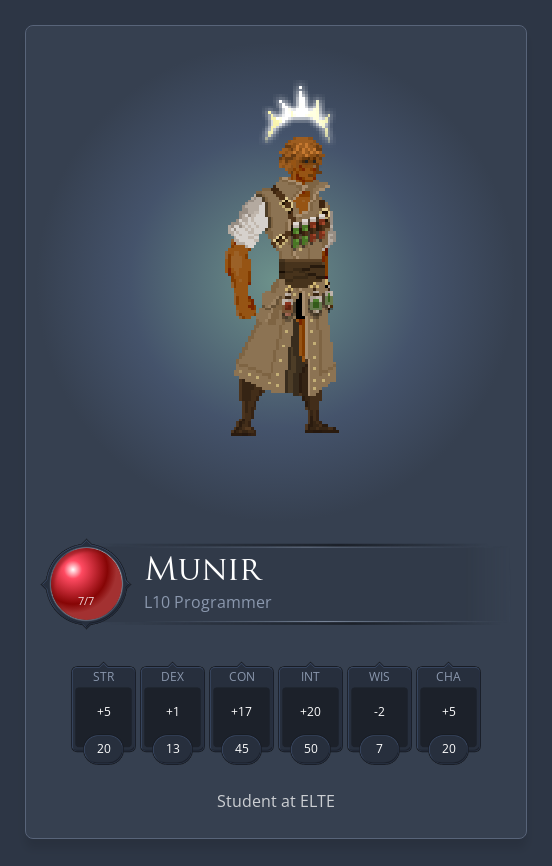 7/7
Munir
L10 Programmer
STR DEX CON INT WIS CHA
+5 +1 +17 +20 -2 +5
20 13 45 50 7 20
Student at ELTE